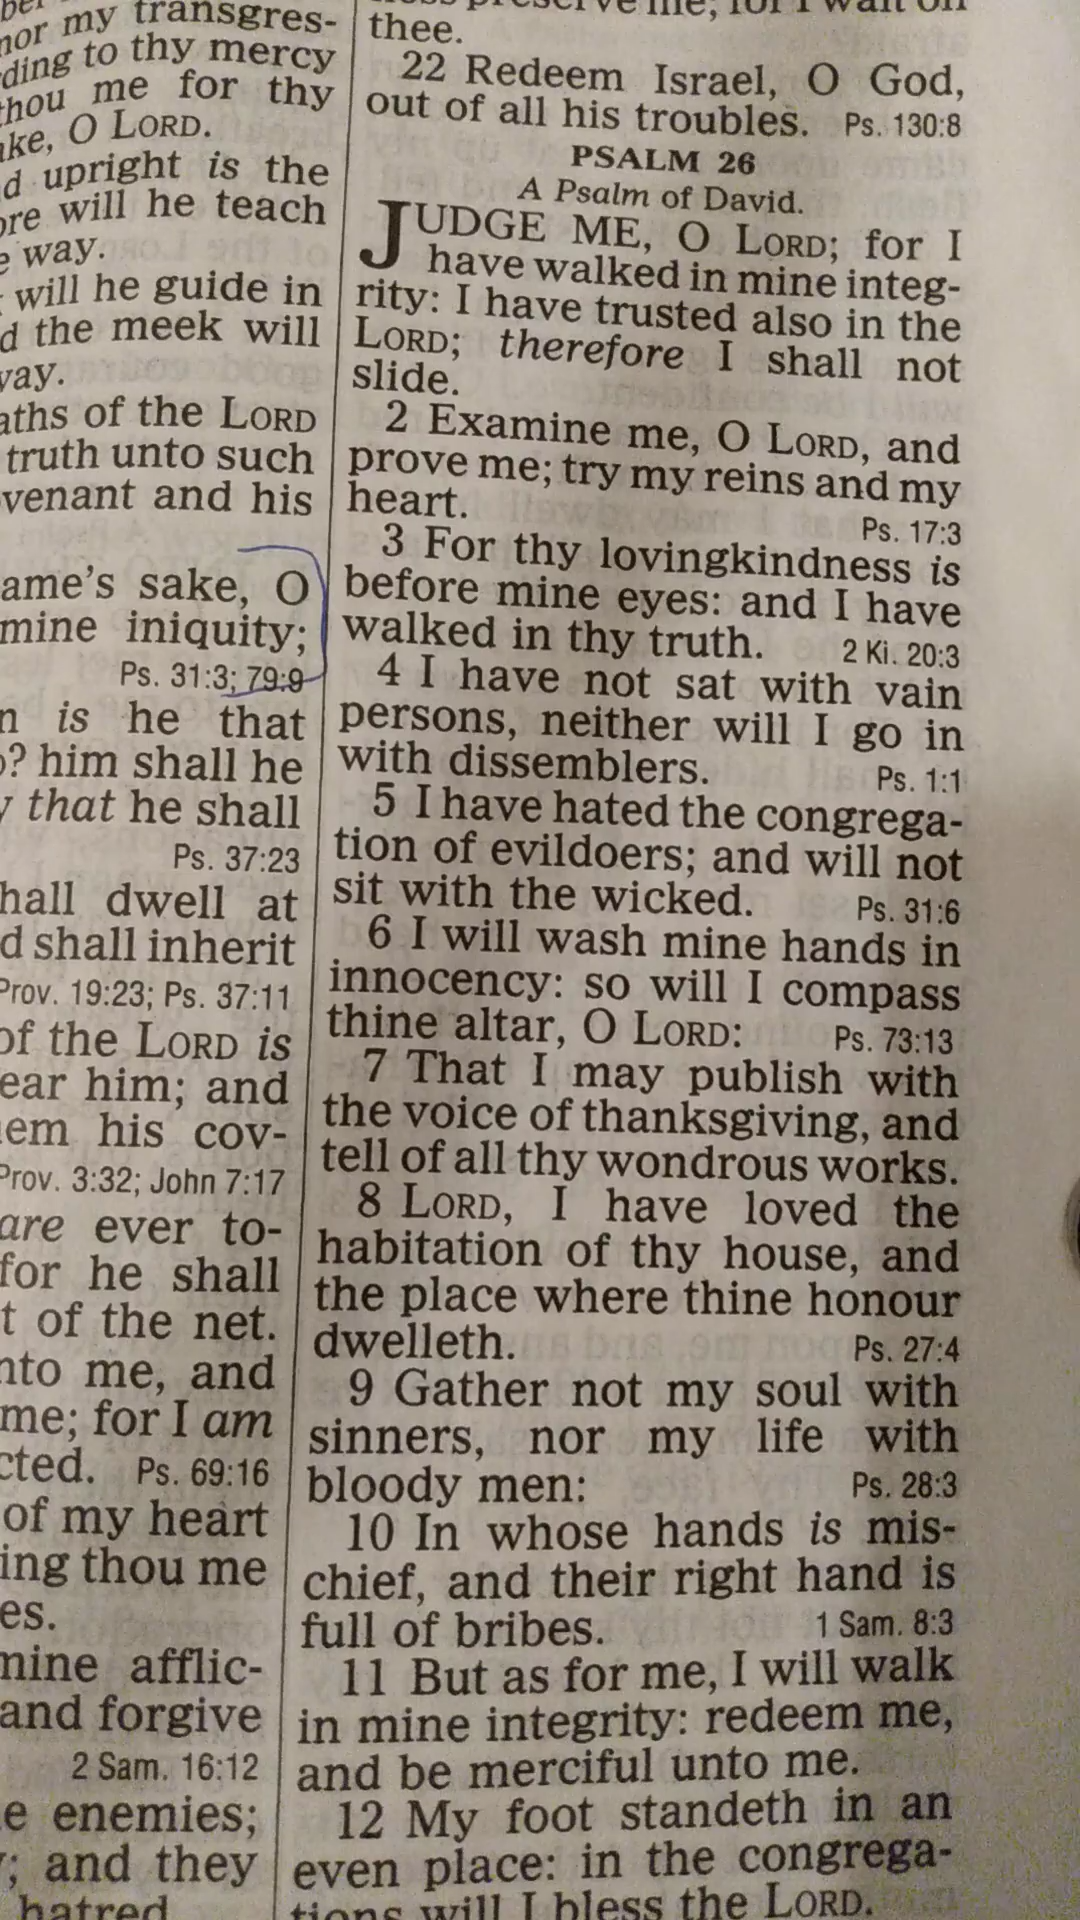 nor my transgres-
ding to thy mercy
thou me for thy
O LORD.
upright is the
will he teach
way.
will he guide in
the meek will
way.
of the LORD
truth unto such
and his
sake, O
mine iniquity;
Ps. 31:3; 79:9
is he that
? him shall he
that he shall
Ps. 37:23
dwell at
shall inherit
Prov. 19:23; Ps. 37:11
of the LORD is
him; and
his cov-
Prov. 3:32; John 7:17
are ever to-
for he shall
of the net.
me, and
me; for I am
Ps. 69:16
of my heart
thou me
mine afflic-
and forgive
2 Sam. 16:12
enemies;
; and they
hatred
preserve me; for I wait on
thee.
22 Redeem Israel, O God,
out of all his troubles. Ps. 130:8
PSALM 26
A Psalm of David.
JUDGE ME, O LORD; for I
have walked in mine integ-
rity: I have trusted also in the
LORD; therefore I shall not
slide.
2 Examine me, O LORD, and
prove me; try my reins and my
heart. Ps. 17:3
3 For thy lovingkindness is
before mine eyes: and I have
walked in thy truth. 2 Ki. 20:3
4 I have not sat with vain
persons, neither will I go in
with dissemblers. Ps. 1:1
5 I have hated the congrega-
tion of evildoers; and will not
sit with the wicked. Ps. 31:6
6 I will wash mine hands in
innocency: so will I compass
thine altar, O LORD: Ps. 73:13
7 That I may publish with
the voice of thanksgiving, and
tell of all thy wondrous works.
8 LORD, I have loved the
habitation of thy house, and
the place where thine honour
dwelleth. Ps. 27:4
9 Gather not my soul with
sinners, nor my life with
bloody men: Ps. 28:3
10 In whose hands is mis-
chief, and their right hand is
full of bribes. 1 Sam. 8:3
11 But as for me, I will walk
in mine integrity: redeem me,
and be merciful unto me.
12 My foot standeth in an
even place: in the congrega-
tions will I bless the LORD.